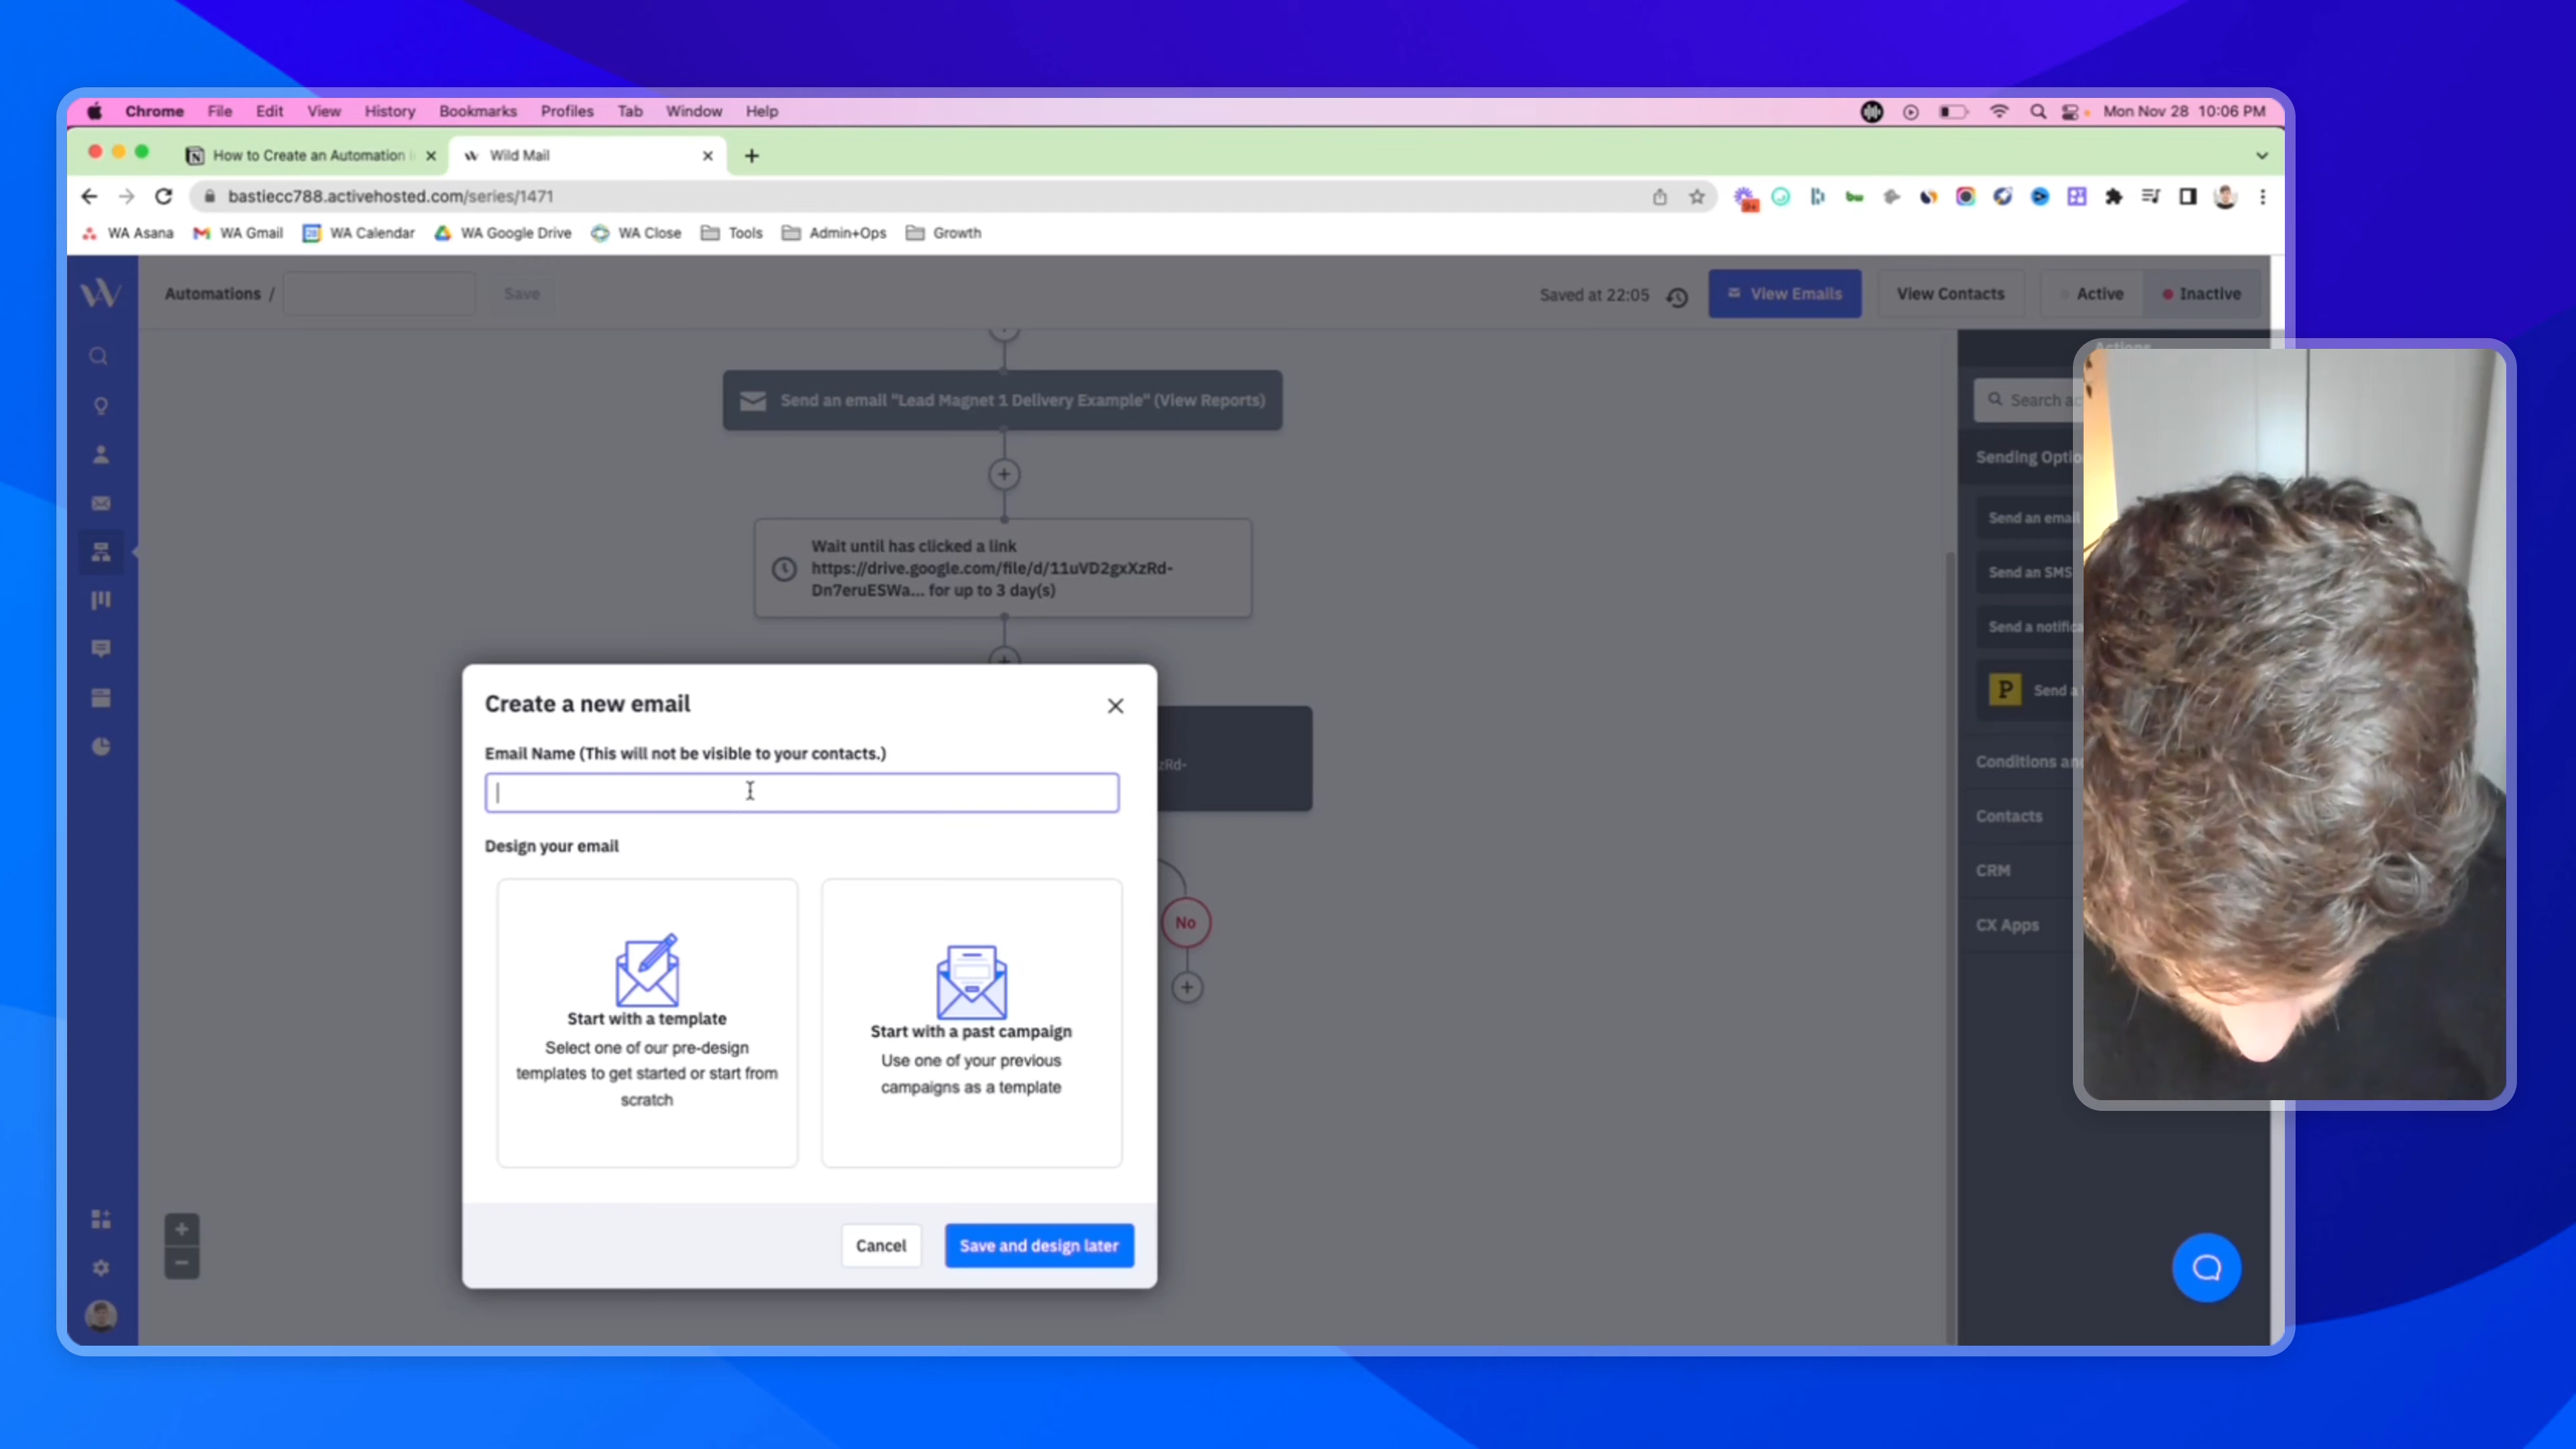 Chrome File Edit View History Bookmarks Profiles Tab Window Help
Mon Nov 28 10:06 PM
How to Create an Automation
Wild Mail
bastiecc788.activehosted.com/series/1471
WA Asana WA Gmail WA Calendar WA Google Drive WA Close Tools Admin+Ops Growth
Automations /
Save
Saved at 22:05
View Emails
View Contacts
Active
Inactive
Send an email "Lead Magnet 1 Delivery Example" (View Reports)
Wait until has clicked a link
https://drive.google.com/file/d/11uVD2gxXzRd-
Dn7eruESWa... for up to 3 day(s)
Create a new email
Email Name (This will not be visible to your contacts.)
Design your email
Start with a template
Select one of our pre-design
templates to get started or start from
scratch
Start with a past campaign
Use one of your previous
campaigns as a template
Cancel
Save and design later
zRd-
No
Search
Sending
Send an email
Send an SMS
Send a
P Send a
Conditions
Contacts
CRM
CX Apps